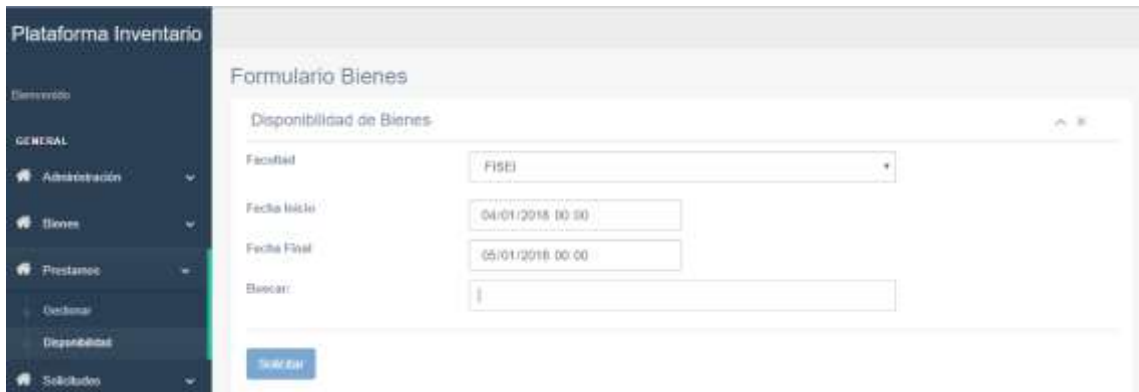 Plataforma Inventario
Bienvenido
GENERAL
Administración
Bienes
Prestamos
Gestionar
Disponibilidad
Solicitudes
Formulario Bienes
Disponibilidad de Bienes
Facultad
FISEI
Fecha Inicio
04/01/2018 00:00
Fecha Final
05/01/2018 00:00
Buscar:
Solicitar